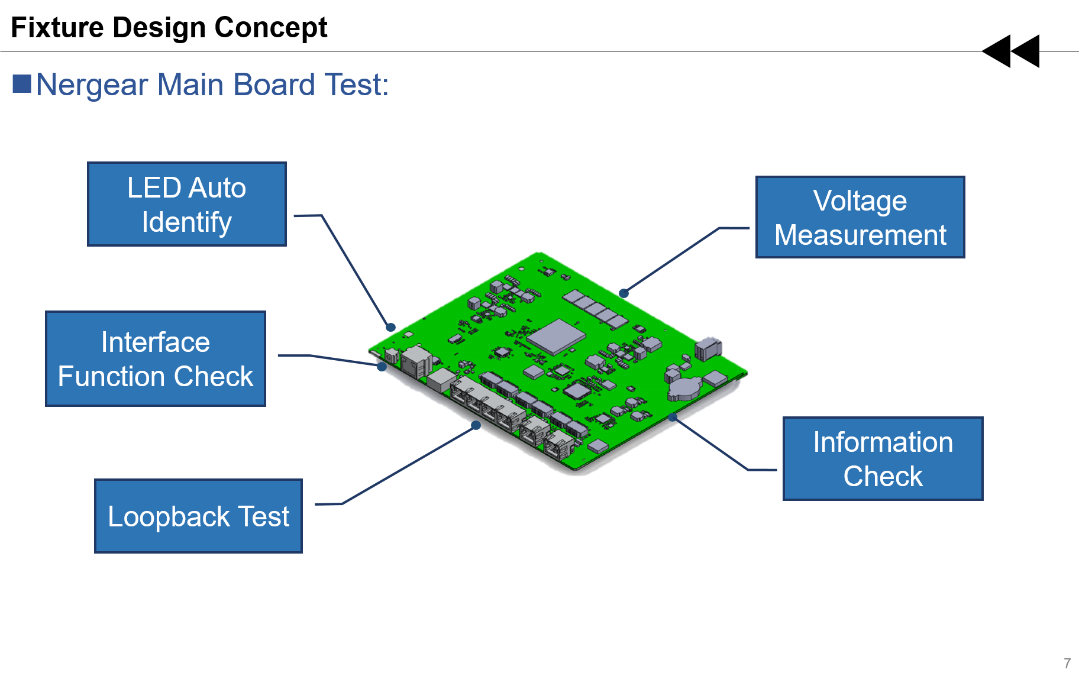 Fixture Design Concept
Nergear Main Board Test:
LED Auto
Identify
Voltage
Measurement
Interface
Function Check
Information
Check
Loopback Test
7